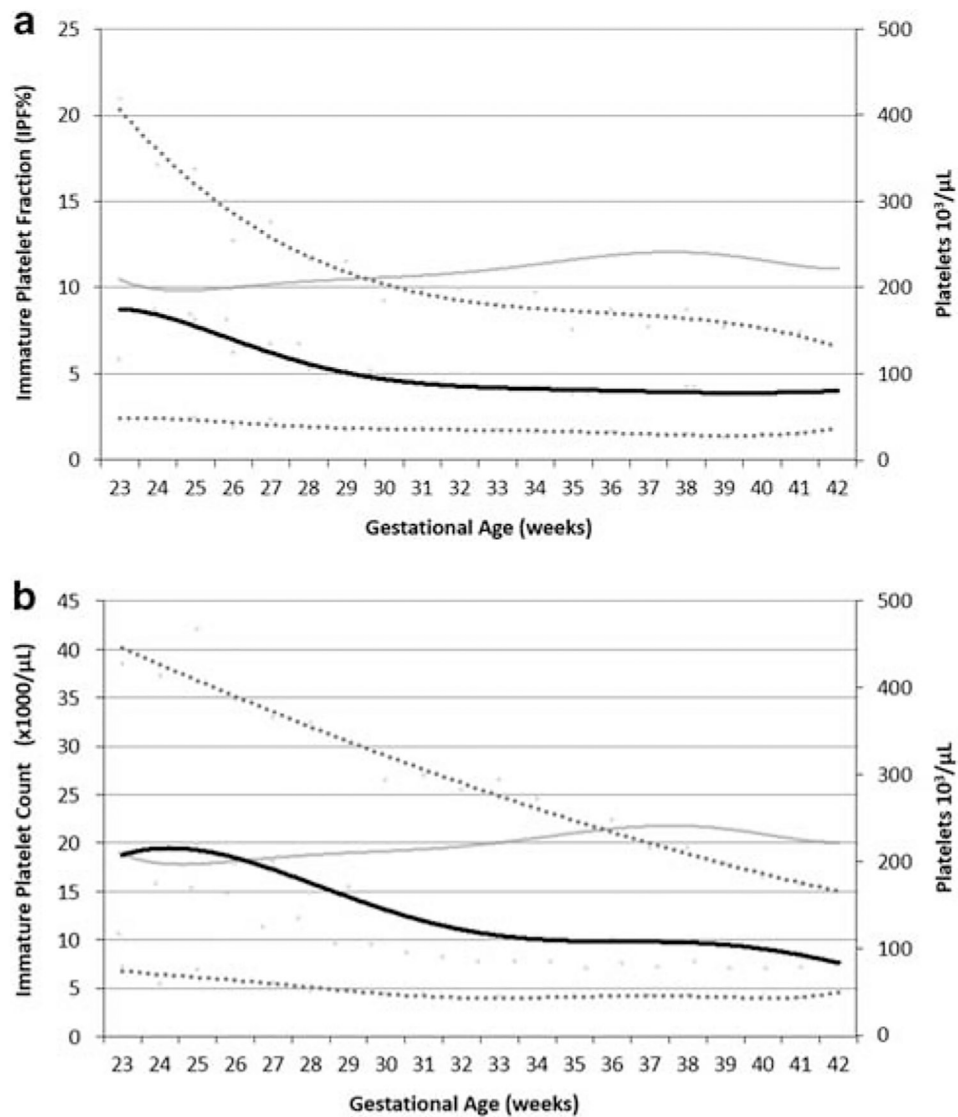 a
Immature Platelet Fraction (IPF%)
25
20
15
10
5
0
500
400
300
200
100
0
Platelets 10³/µL
23 24 25 26 27 28 29 30 31 32 33 34 35 36 37 38 39 40 41 42
Gestational Age (weeks)
b
Immature Platelet Count (x1000/µL)
45
40
35
30
25
20
15
10
5
0
500
400
300
200
100
0
Platelets 10³/µL
23 24 25 26 27 28 29 30 31 32 33 34 35 36 37 38 39 40 41 42
Gestational Age (weeks)